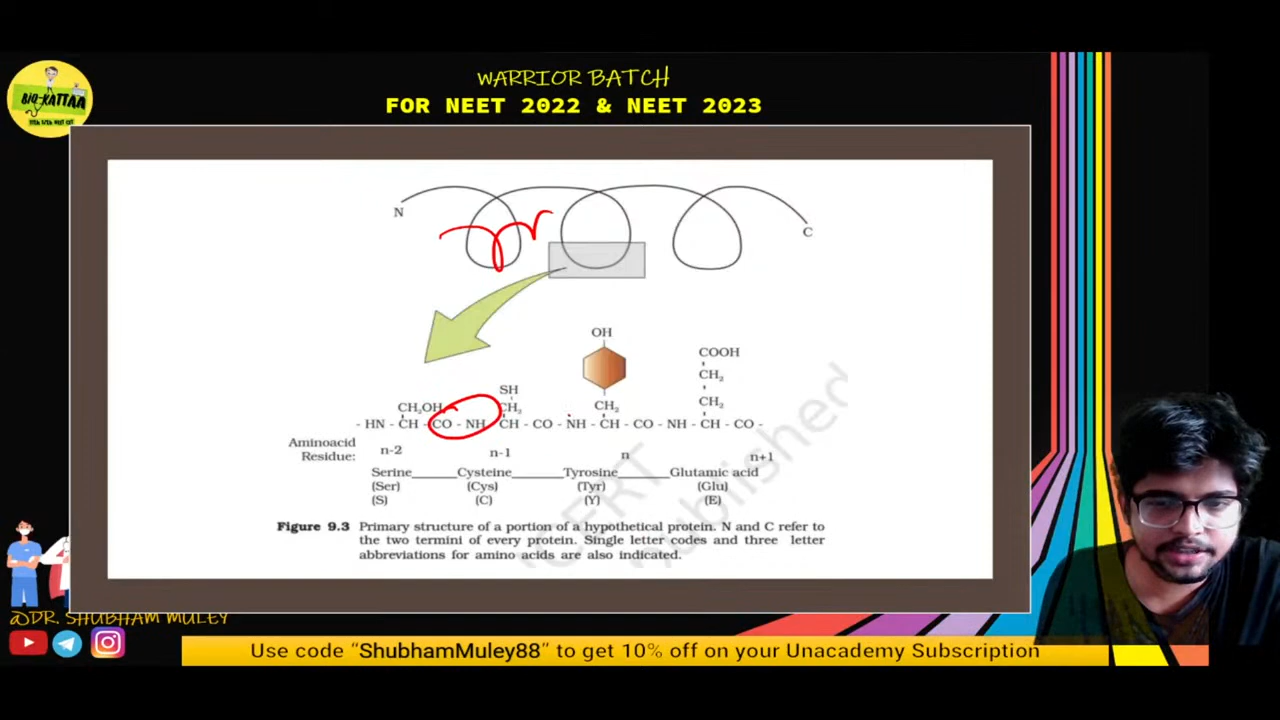 WARRIOR BATCH
FOR NEET 2022 & NEET 2023
BIO-KATTAA
N
C
OH
COOH
CH₂
SH
CH₂OH
CH₂
CH₂
CH₂
- HN - CH - CO - NH - CH - CO - NH - CH - CO - NH - CH - CO -
Aminoacid
Residue:
n-2
n-1
n
n+1
Serine______Cysteine______Tyrosine______Glutamic acid
(Ser) (Cys) (Tyr) (Glu)
(S) (C) (Y) (E)
Figure 9.3 Primary structure of a portion of a hypothetical protein. N and C refer to
the two termini of every protein. Single letter codes and three letter
abbreviations for amino acids are also indicated.
@DR. SHUBHAM MULEY
Use code “ShubhamMuley88” to get 10% off on your Unacademy Subscription